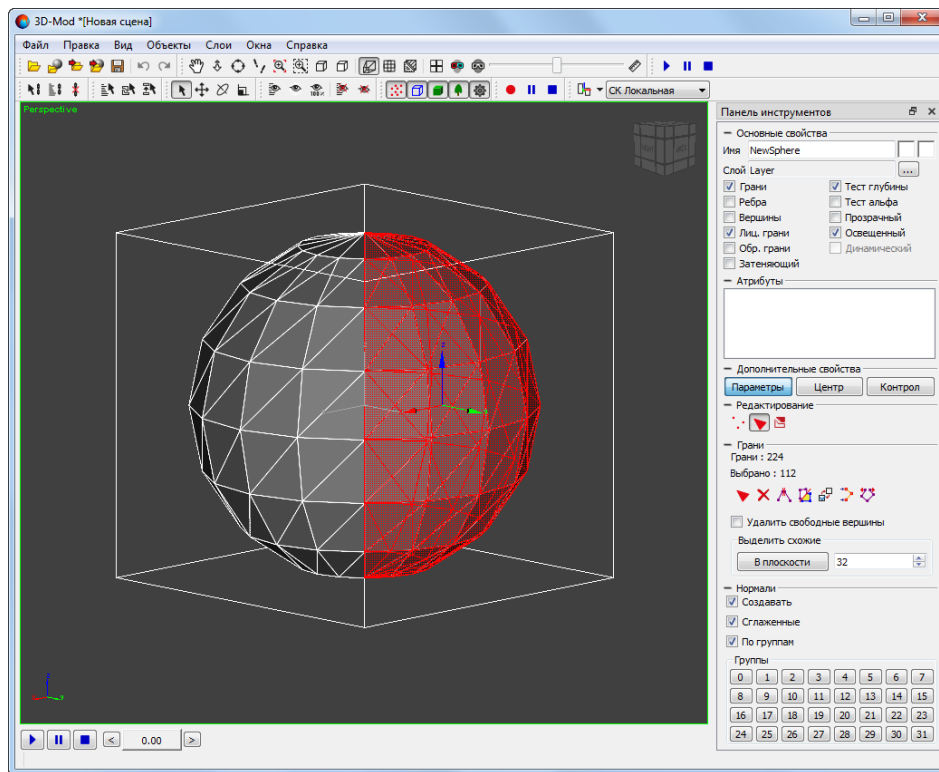 3D-Mod *[Новая сцена]
Файл Правка Вид Объекты Слои Окна Справка
100%
СК Локальная
Perspective
Панель инструментов
Основные свойства
Имя NewSphere
Слой Layer ...
Грани Тест глубины
Ребра Тест альфа
Вершины Прозрачный
Лиц. грани Освещенный
Обр. грани Динамический
Затеняющий
Атрибуты
Дополнительные свойства
Параметры Центр Контрол
Редактирование
Грани
Грани : 224
Выбрано : 112
Удалить свободные вершины
Выделить схожие
В плоскости 32
Нормали
Создавать
Сглаженные
По группам
Группы
0 1 2 3 4 5 6 7
8 9 10 11 12 13 14 15
16 17 18 19 20 21 22 23
24 25 26 27 28 29 30 31
< 0.00 >